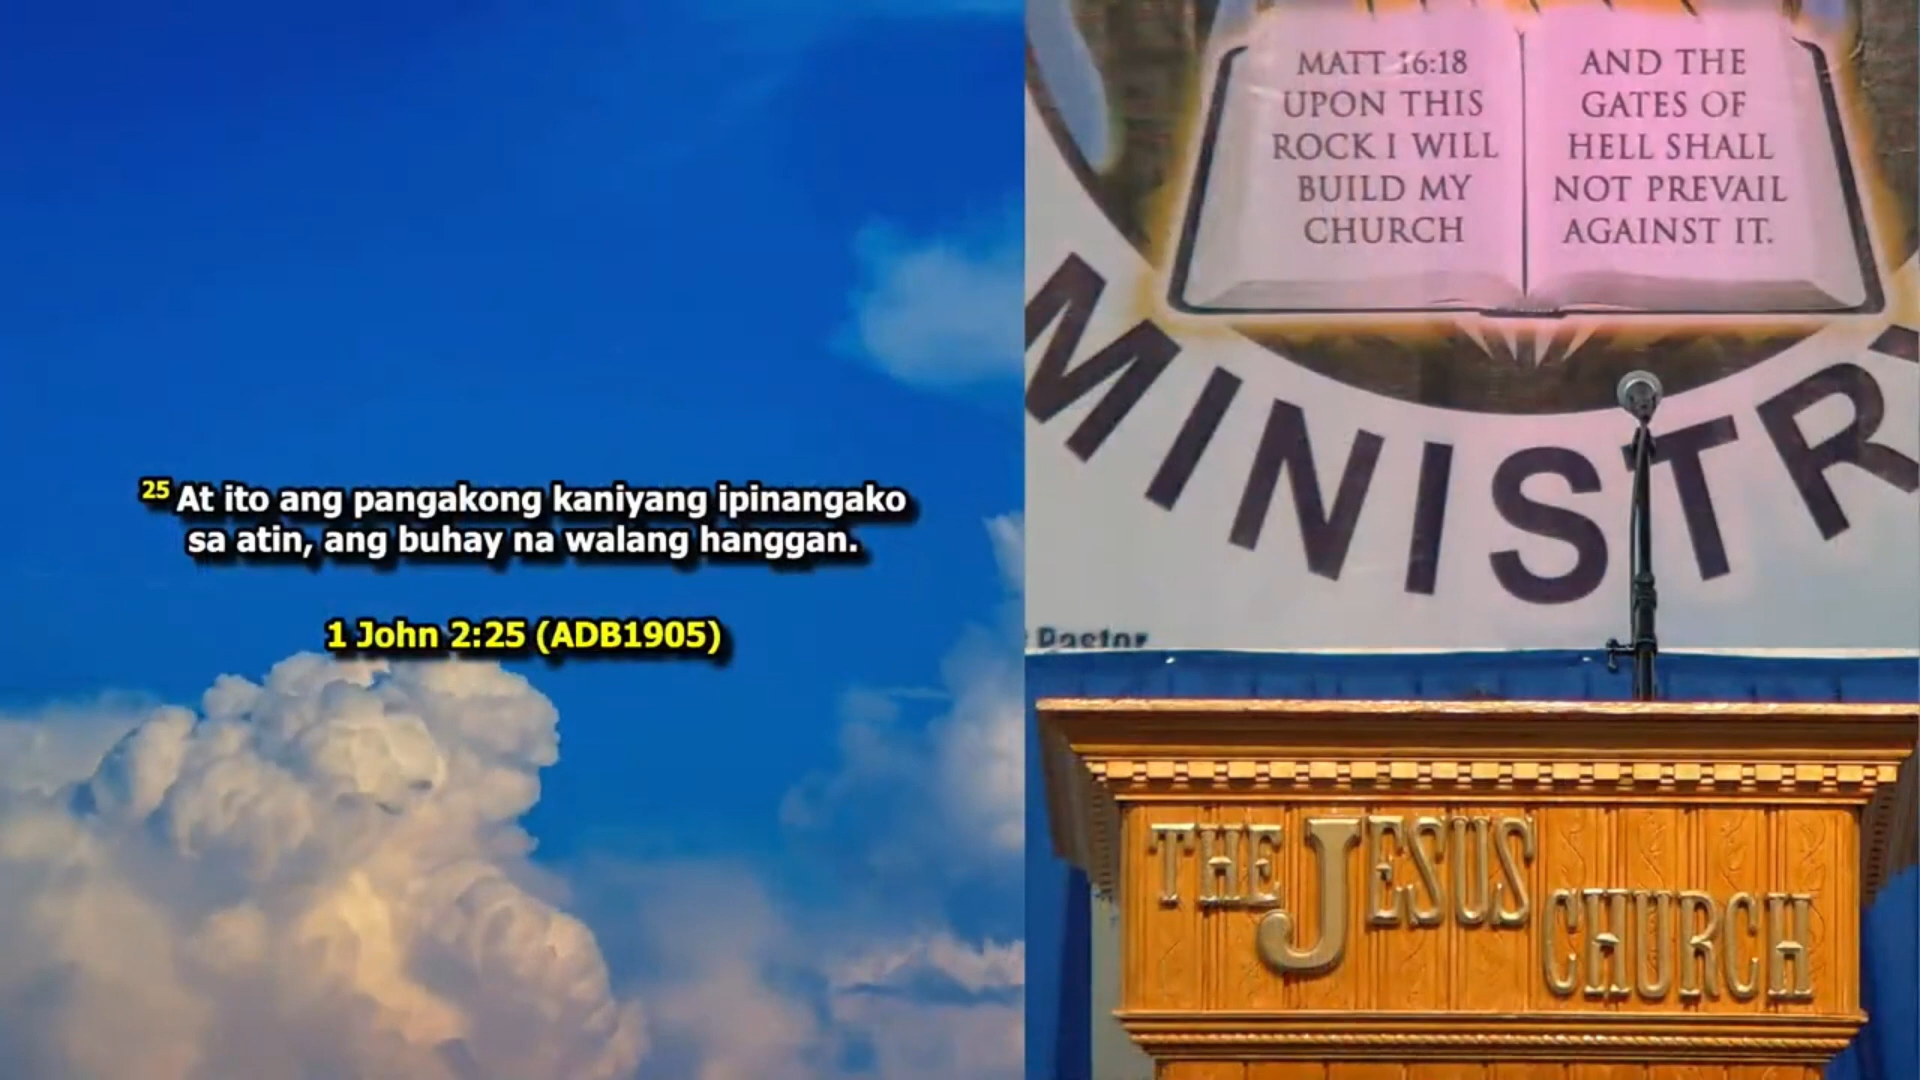 25 At ito ang pangakong kaniyang ipinangako
sa atin, ang buhay na walang hanggan.
1 John 2:25 (ADB1905)
MATT 16:18
UPON THIS
ROCK I WILL
BUILD MY
CHURCH
AND THE
GATES OF
HELL SHALL
NOT PREVAIL
AGAINST IT.
MINISTR
Pastor
THE JESUS
CHURCH